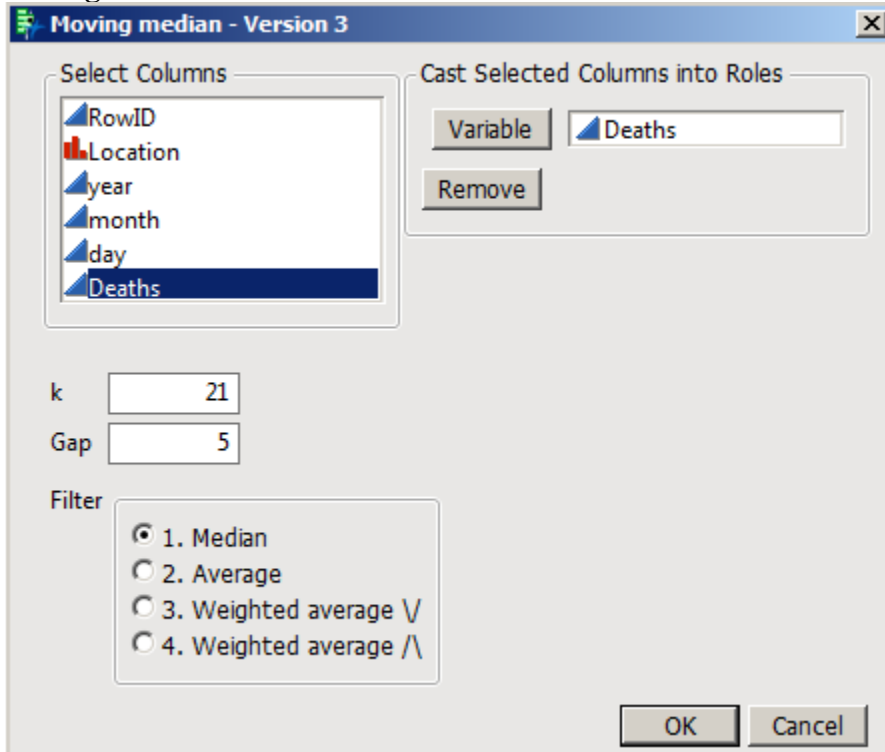 Moving median - Version 3
Select Columns
RowID
Location
year
month
day
Deaths
Cast Selected Columns into Roles
Variable
Deaths
Remove
k 21
Gap 5
Filter
1. Median
2. Average
3. Weighted average \/
4. Weighted average /\
OK Cancel